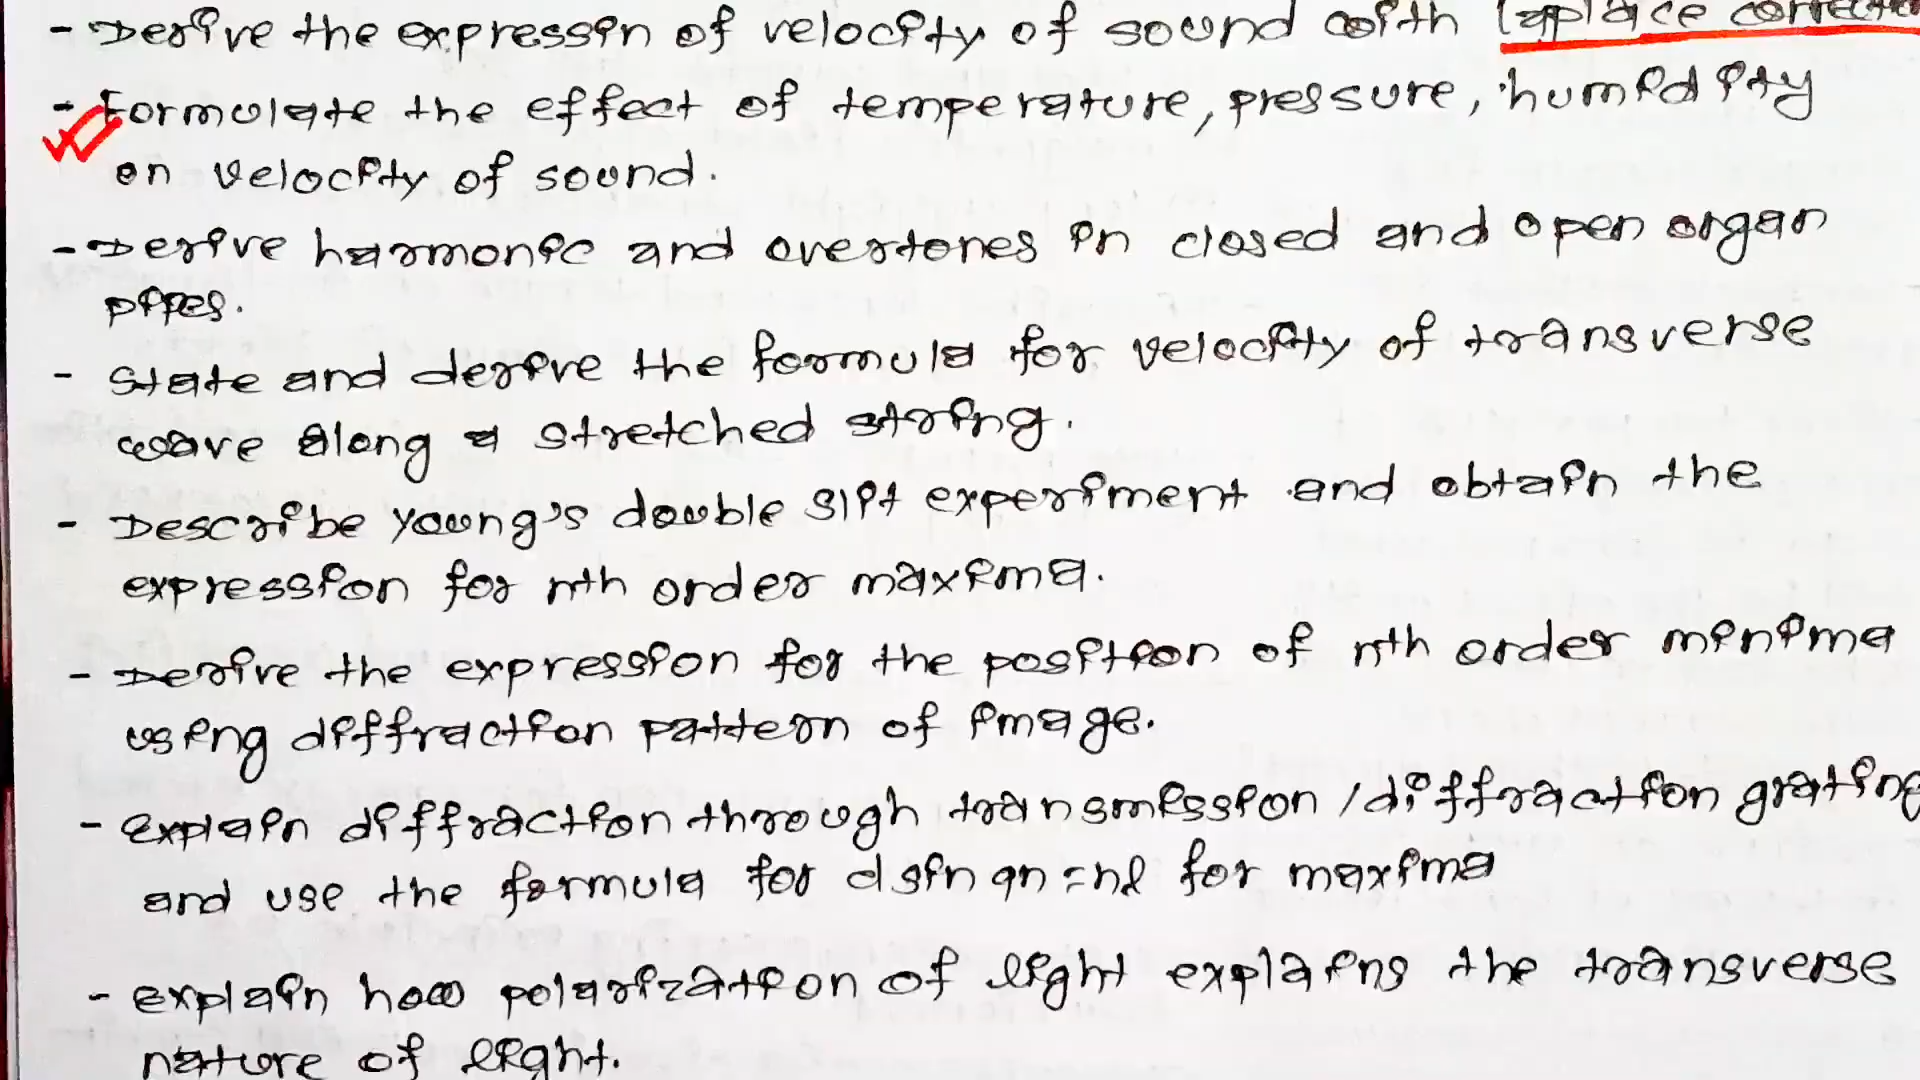 - Derive the expressin of velocity of sound with Laplace correctio
- Formulate the effect of temperature, pressure, humidity
on velocity of sound.
- Derive harmonic and overtones in closed and open organ
pipes.
- State and derive the formula for velocity of transverse
wave along a stretched string.
- Describe young's double slit experiment and obtain the
expression for nth order maxima.
- Derive the expression for the position of nth order minima
using diffraction pattern of image.
- Explain diffraction through transmission / diffraction grating
and use the formula for d sin qn = nl for maxima
- explain how polarization of light explains the transverse
nature of light.